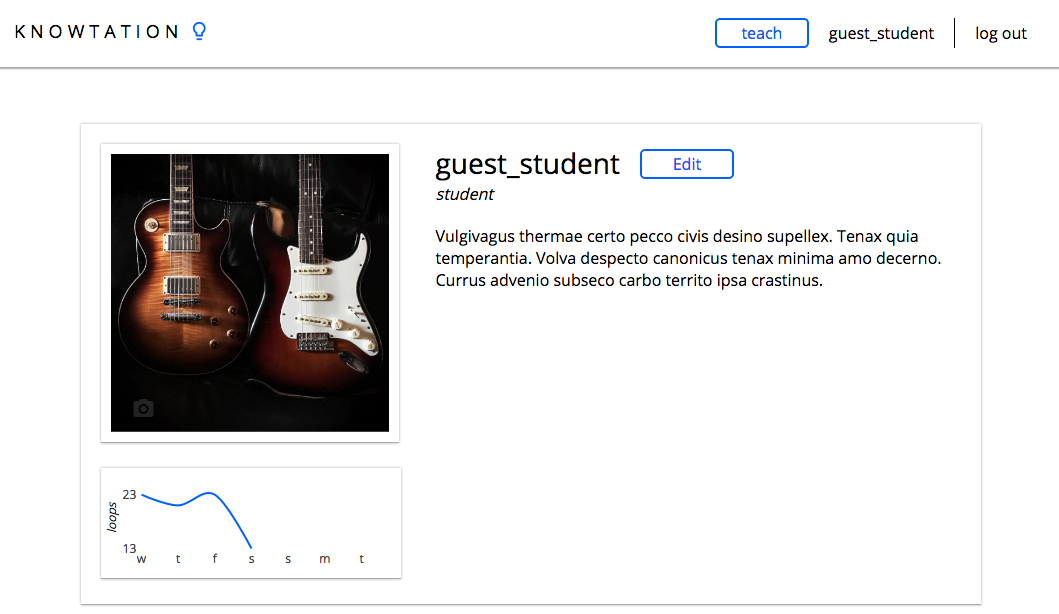 KNOWTATION
teach
guest_student
log out
guest_student
Edit
student
Vulgivagus thermae certo pecco civis desino supellex. Tenax quia
temperantia. Volva despecto canonicus tenax minima amo decerno.
Currus advenio subseco carbo territo ipsa crastinus.
23
loops
13
w t f s s m t